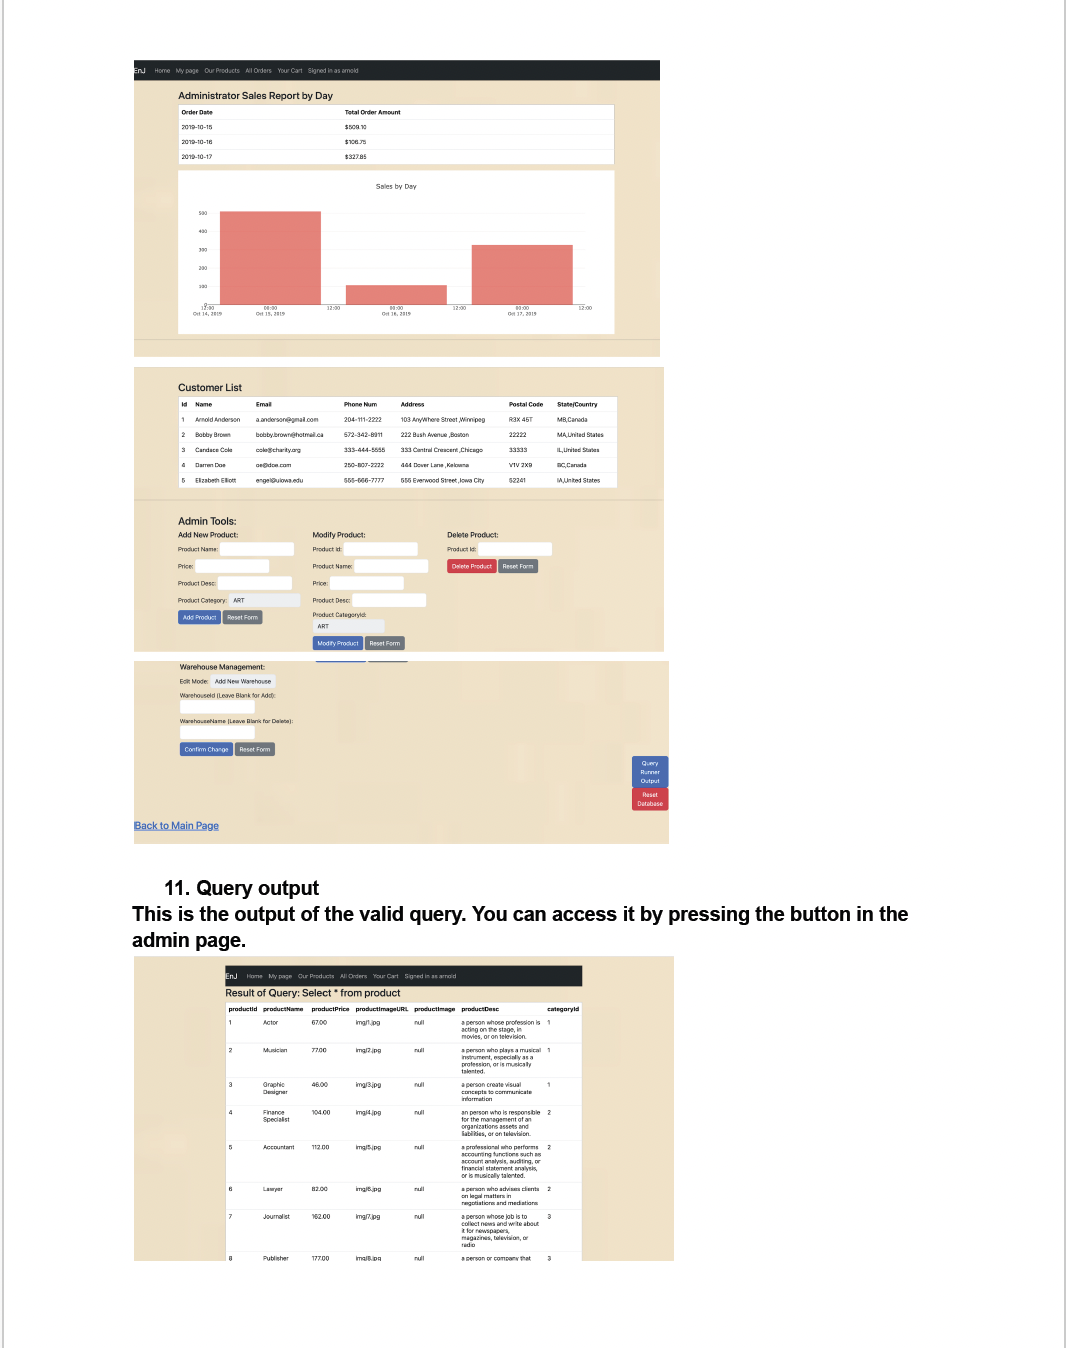 EnJ Home My page Our Products All Orders Your Cart Signed in as arnold
Administrator Sales Report by Day
Order Date Total Order Amount
2019-10-15 $509.10
2019-10-16 $106.75
2019-10-17 $327.85
Sales by Day
500
400
300
200
100
0
12:00 00:00 12:00 00:00 12:00 00:00 12:00
Oct 14, 2019 Oct 15, 2019 Oct 16, 2019 Oct 17, 2019
Customer List
Id Name Email Phone Num Address Postal Code State/Country
1 Arnold Anderson a.anderson@gmail.com 204-111-2222 103 AnyWhere Street ,Winnipeg R3X 45T MB,Canada
2 Bobby Brown bobby.brown@hotmail.ca 572-342-8911 222 Bush Avenue ,Boston 22222 MA,United States
3 Candace Cole cole@charity.org 333-444-5555 333 Central Crescent ,Chicago 33333 IL,United States
4 Darren Doe oe@doe.com 250-807-2222 444 Dover Lane ,Kelowna V1V 2X9 BC,Canada
5 Elizabeth Elliott engel@uiowa.edu 555-666-7777 555 Everwood Street ,Iowa City 52241 IA,United States
Admin Tools:
Add New Product: Modify Product: Delete Product:
Product Name: Product Id: Product Id:
Price: Product Name: Delete Product Reset Form
Product Desc: Price:
Product Category: ART Product Desc:
Add Product Reset Form Product CategoryId:
ART
Modify Product Reset Form
Warehouse Management:
Edit Mode: Add New Warehouse
WarehouseId (Leave Blank for Add):
WarehouseName (Leave Blank for Delete):
Confirm Change Reset Form
Query
Runner
Output
Reset
Database
Back to Main Page
11. Query output
This is the output of the valid query. You can access it by pressing the button in the
admin page.
EnJ Home My page Our Products All Orders Your Cart Signed in as arnold
Result of Query: Select * from product
productId productName productPrice productImageURL productImage productDesc categoryId
1 Actor 67.00 img/1.jpg null a person whose profession is 1
acting on the stage, in
movies, or on television.
2 Musician 77.00 img/2.jpg null a person who plays a musical 1
instrument, especially as a
profession, or is musically
talented.
3 Graphic 46.00 img/3.jpg null a person create visual 1
Designer concepts to communicate
information
4 Finance 104.00 img/4.jpg null an person who is responsible 2
Specialist for the management of an
organizations assets and
liabilities, or on television.
5 Accountant 112.00 img/5.jpg null a professional who performs 2
accounting functions such as
account analysis, auditing, or
financial statement analysis,
or is musically talented.
6 Lawyer 82.00 img/6.jpg null a person who advises clients 2
on legal matters in
negotiations and mediations
7 Journalist 162.00 img/7.jpg null a person whose job is to 3
collect news and write about
it for newspapers,
magazines, television, or
radio
8 Publisher 177.00 img/8.jpg null a person or company that 3